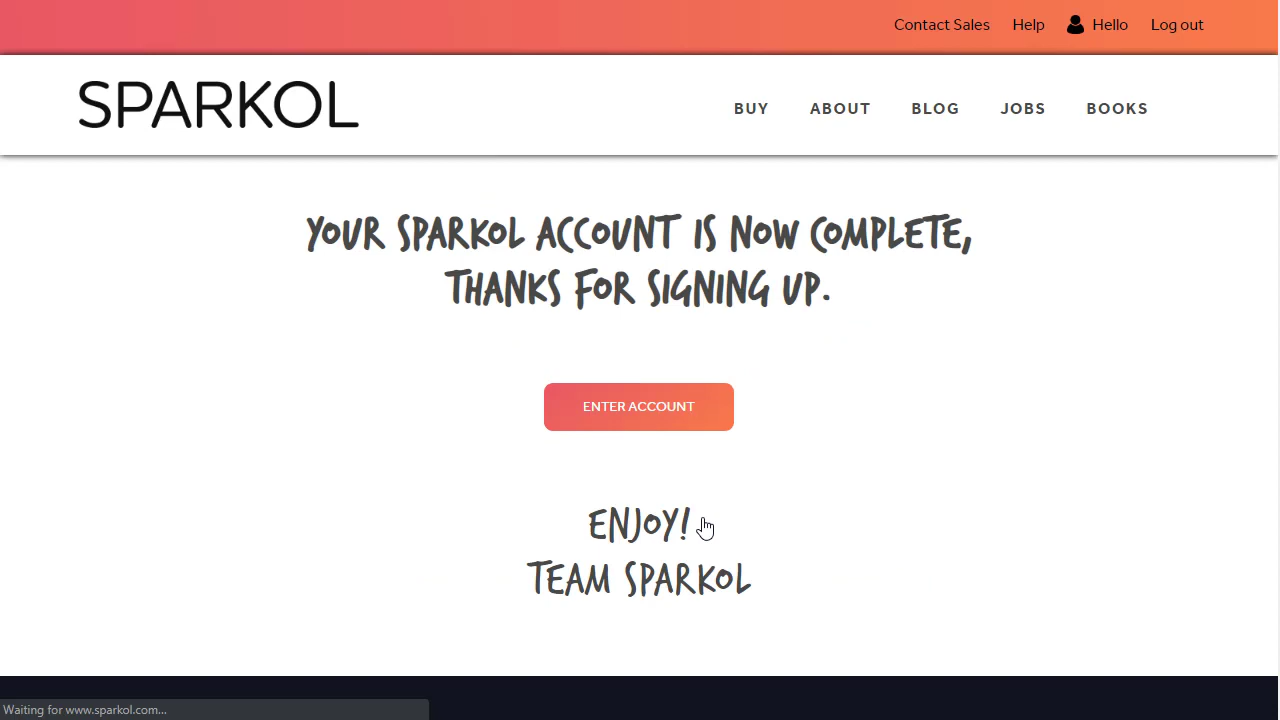 Contact Sales Help Hello Log out
SPARKOL
BUY ABOUT BLOG JOBS BOOKS
YOUR SPARKOL ACCOUNT IS NOW COMPLETE,
THANKS FOR SIGNING UP.
ENTER ACCOUNT
ENJOY!
TEAM SPARKOL
Waiting for www.sparkol.com...